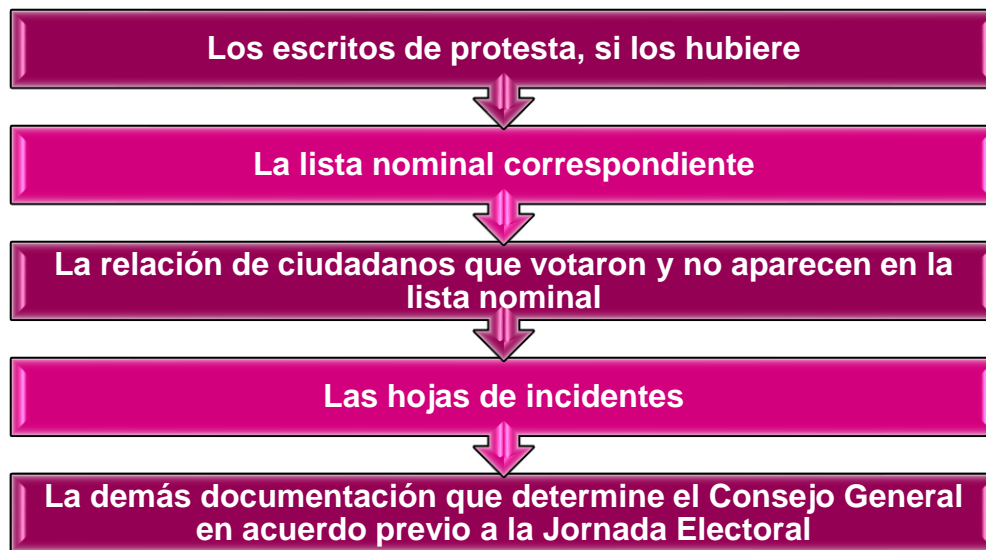 Los escritos de protesta, si los hubiere
La lista nominal correspondiente
La relación de ciudadanos que votaron y no aparecen en la
lista nominal
Las hojas de incidentes
La demás documentación que determine el Consejo General
en acuerdo previo a la Jornada Electoral